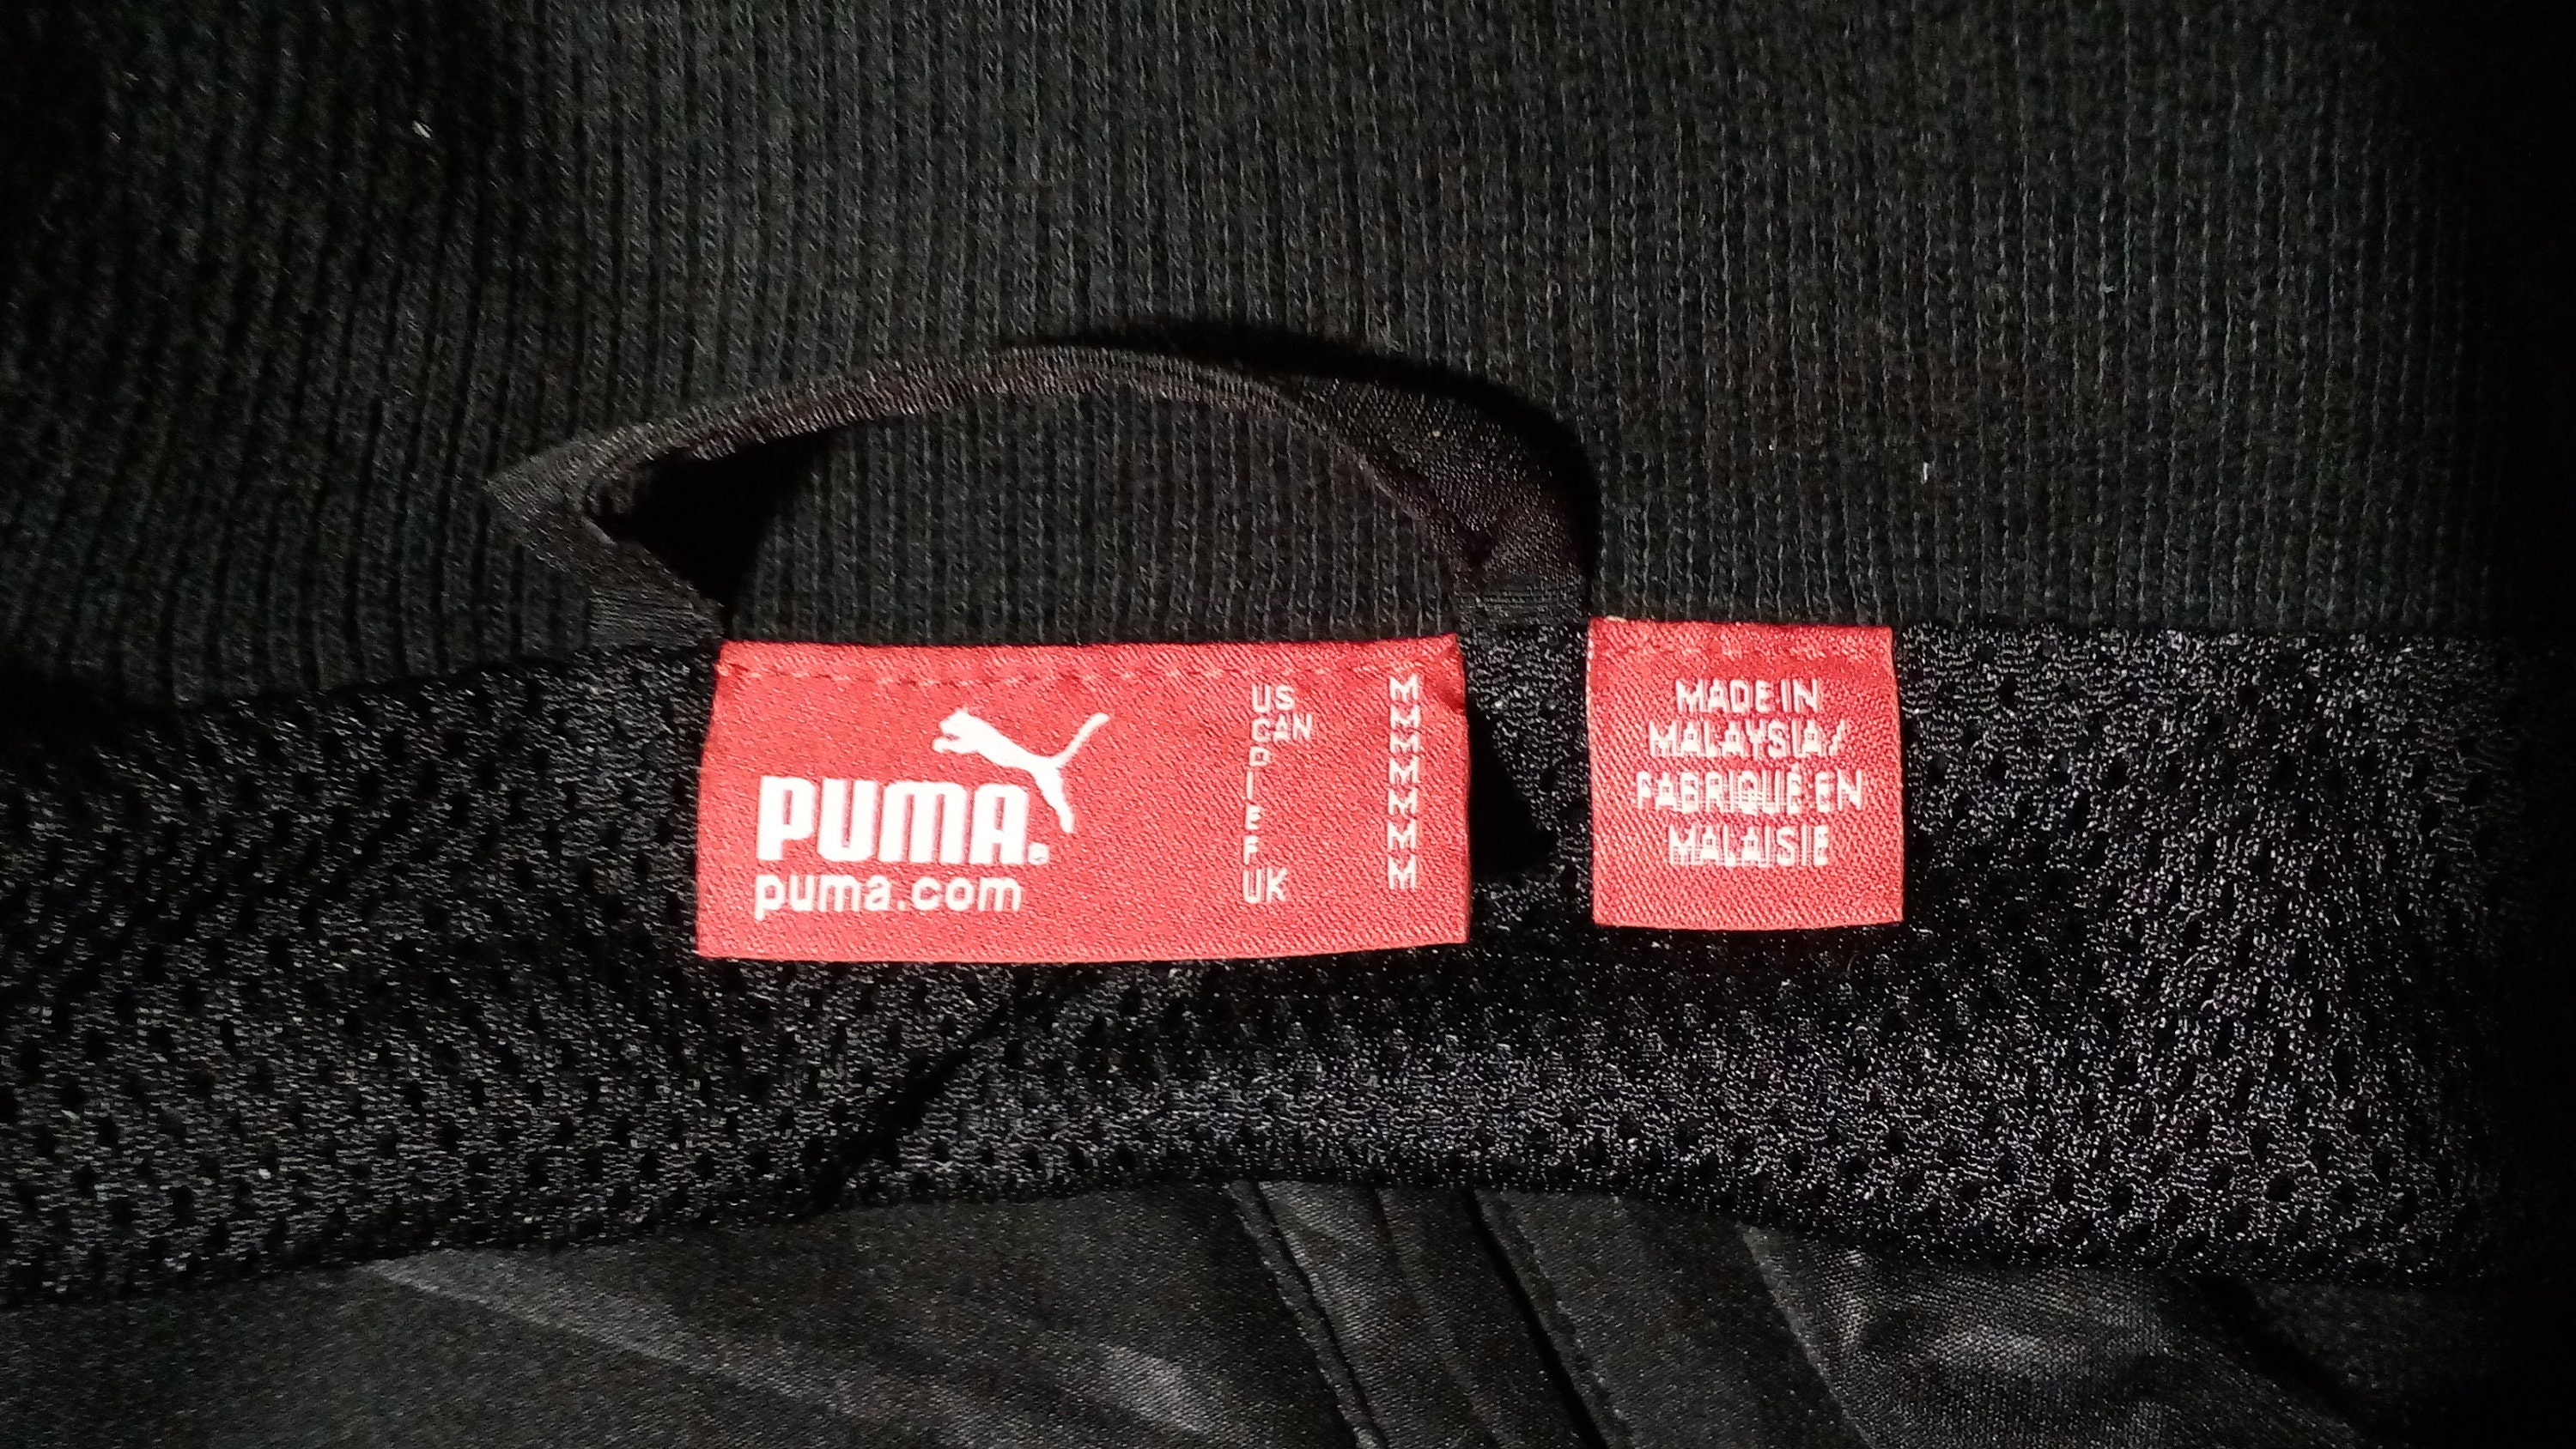 PUMA.
puma.com
US M
CAN M
D M
I M
E M
F M
UK M
MADE IN
MALAYSIA/
FABRIQUÉ EN
MALAISIE